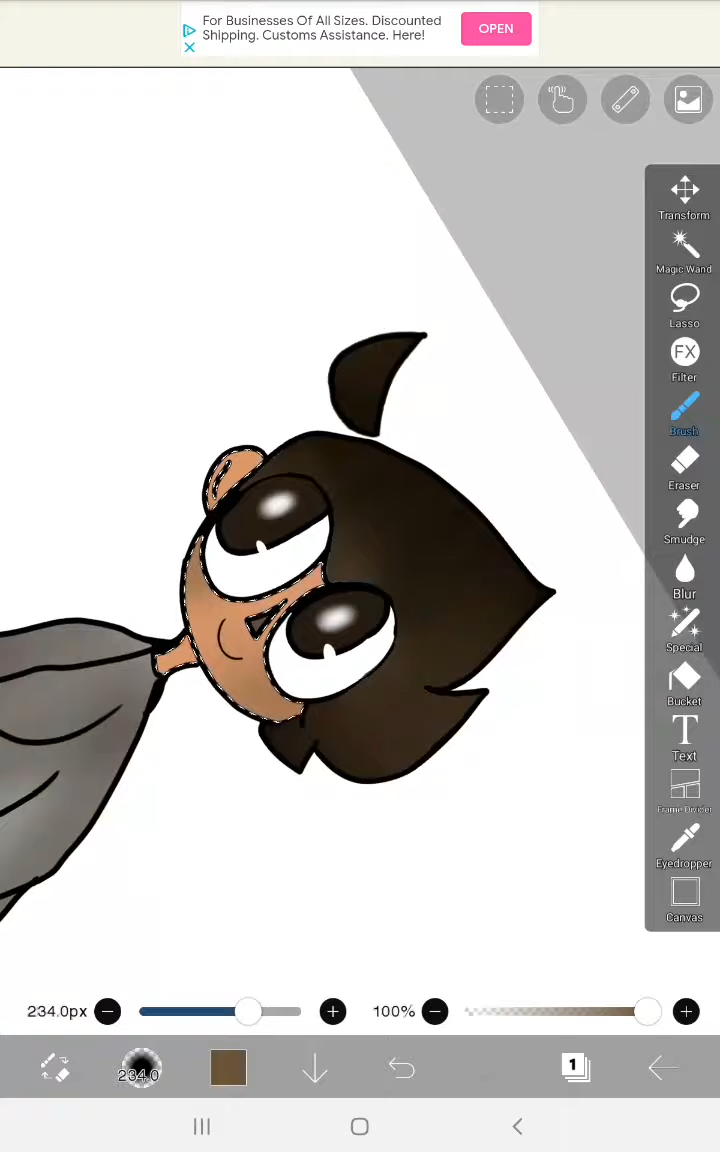 For Businesses Of All Sizes. Discounted
Shipping. Customs Assistance. Here!
OPEN
Transform
Magic Wand
Lasso
FX
Filter
Brush
Eraser
Smudge
Blur
Special
Bucket
T
Text
Frame Divider
Eyedropper
Canvas
234.0px
100%
234.0
1